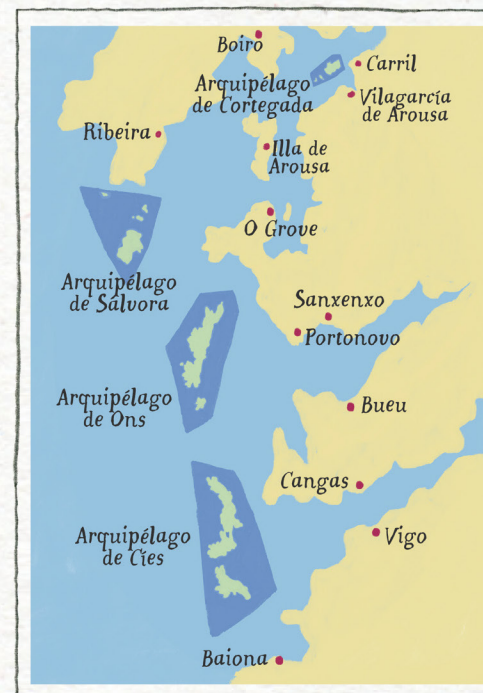 Boiro
Carril
Arquipélago
de Cortegada
Vilagarcía
de Arousa
Ribeira
Illa de
Arousa
O Grove
Arquipélago
de Sálvora
Sanxenxo
Portonovo
Arquipélago
de Ons
Bueu
Cangas
Arquipélago
de Cíes
Vigo
Baiona